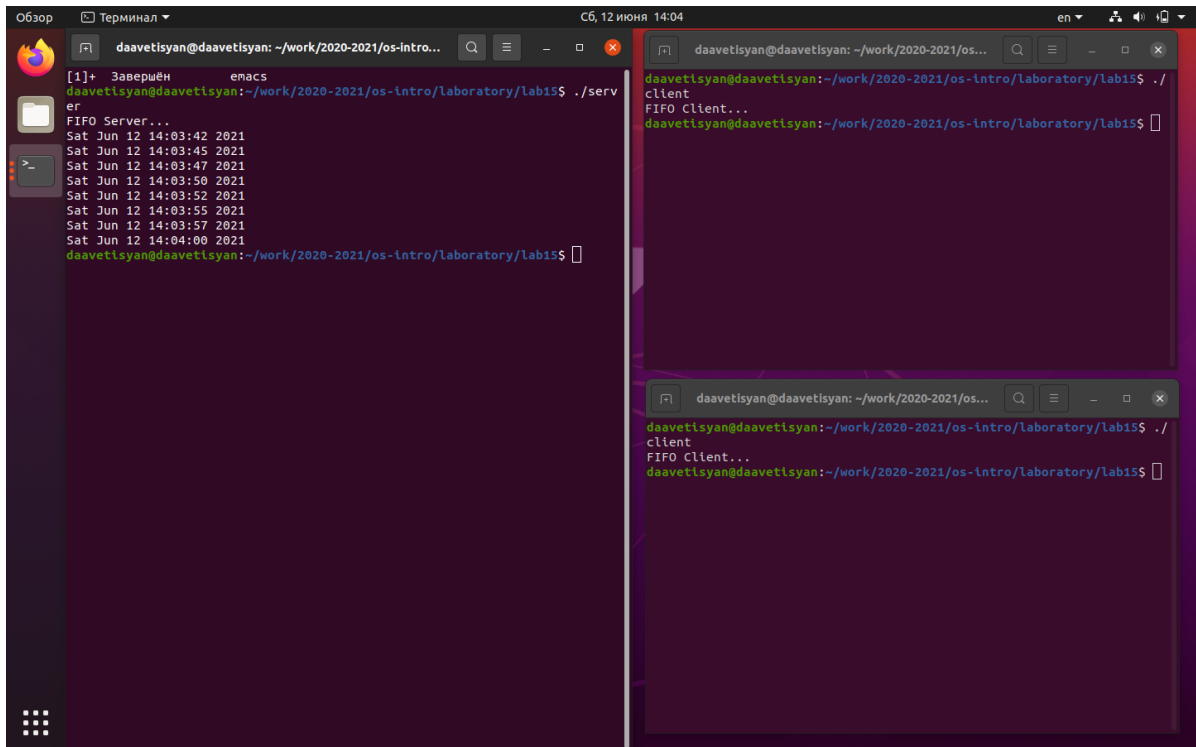 Обзор
Терминал
Сб, 12 июня 14:04
en
daavetisyan@daavetisyan: ~/work/2020-2021/os-intro...
[1]+  Завершён        emacs
daavetisyan@daavetisyan:~/work/2020-2021/os-intro/laboratory/lab15$ ./serv
er
FIFO Server...
Sat Jun 12 14:03:42 2021
Sat Jun 12 14:03:45 2021
Sat Jun 12 14:03:47 2021
Sat Jun 12 14:03:50 2021
Sat Jun 12 14:03:52 2021
Sat Jun 12 14:03:55 2021
Sat Jun 12 14:03:57 2021
Sat Jun 12 14:04:00 2021
daavetisyan@daavetisyan:~/work/2020-2021/os-intro/laboratory/lab15$
daavetisyan@daavetisyan: ~/work/2020-2021/os...
daavetisyan@daavetisyan:~/work/2020-2021/os-intro/laboratory/lab15$ ./
client
FIFO Client...
daavetisyan@daavetisyan:~/work/2020-2021/os-intro/laboratory/lab15$
daavetisyan@daavetisyan: ~/work/2020-2021/os...
daavetisyan@daavetisyan:~/work/2020-2021/os-intro/laboratory/lab15$ ./
client
FIFO Client...
daavetisyan@daavetisyan:~/work/2020-2021/os-intro/laboratory/lab15$